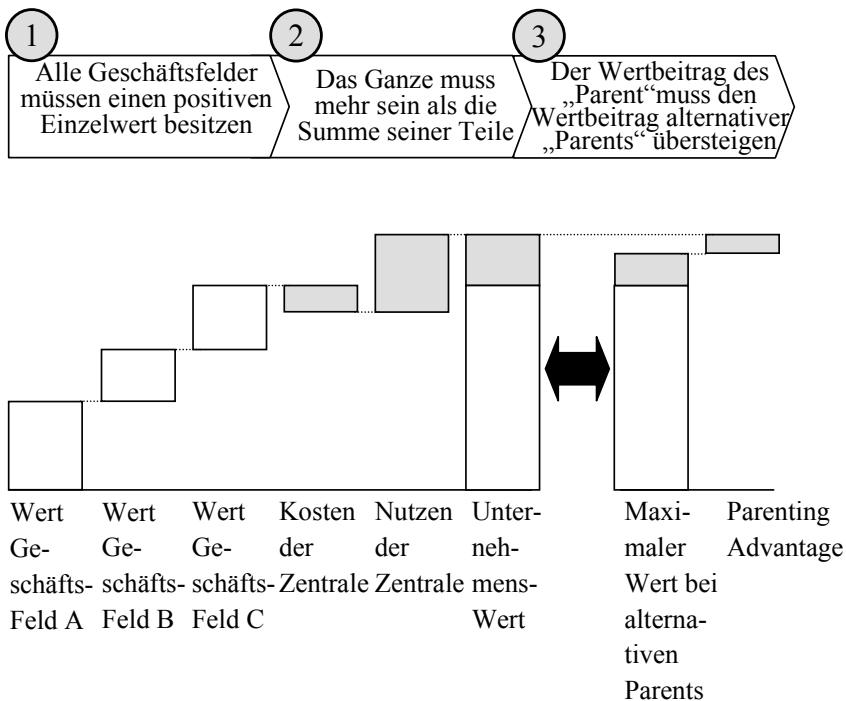 1
Alle Geschäftsfelder
müssen einen positiven
Einzelwert besitzen
2
Das Ganze muss
mehr sein als die
Summe seiner Teile
3
Der Wertbeitrag des
„Parent“muss den
Wertbeitrag alternativer
„Parents“ übersteigen
Wert
Ge-
schäfts-
Feld A
Wert
Ge-
schäfts-
Feld B
Wert
Ge-
schäfts-
Feld C
Kosten
der
Zentrale
Nutzen
der
Zentrale
Unter-
neh-
mens-
Wert
Maxi-
maler
Wert bei
alterna-
tiven
Parents
Parenting
Advantage